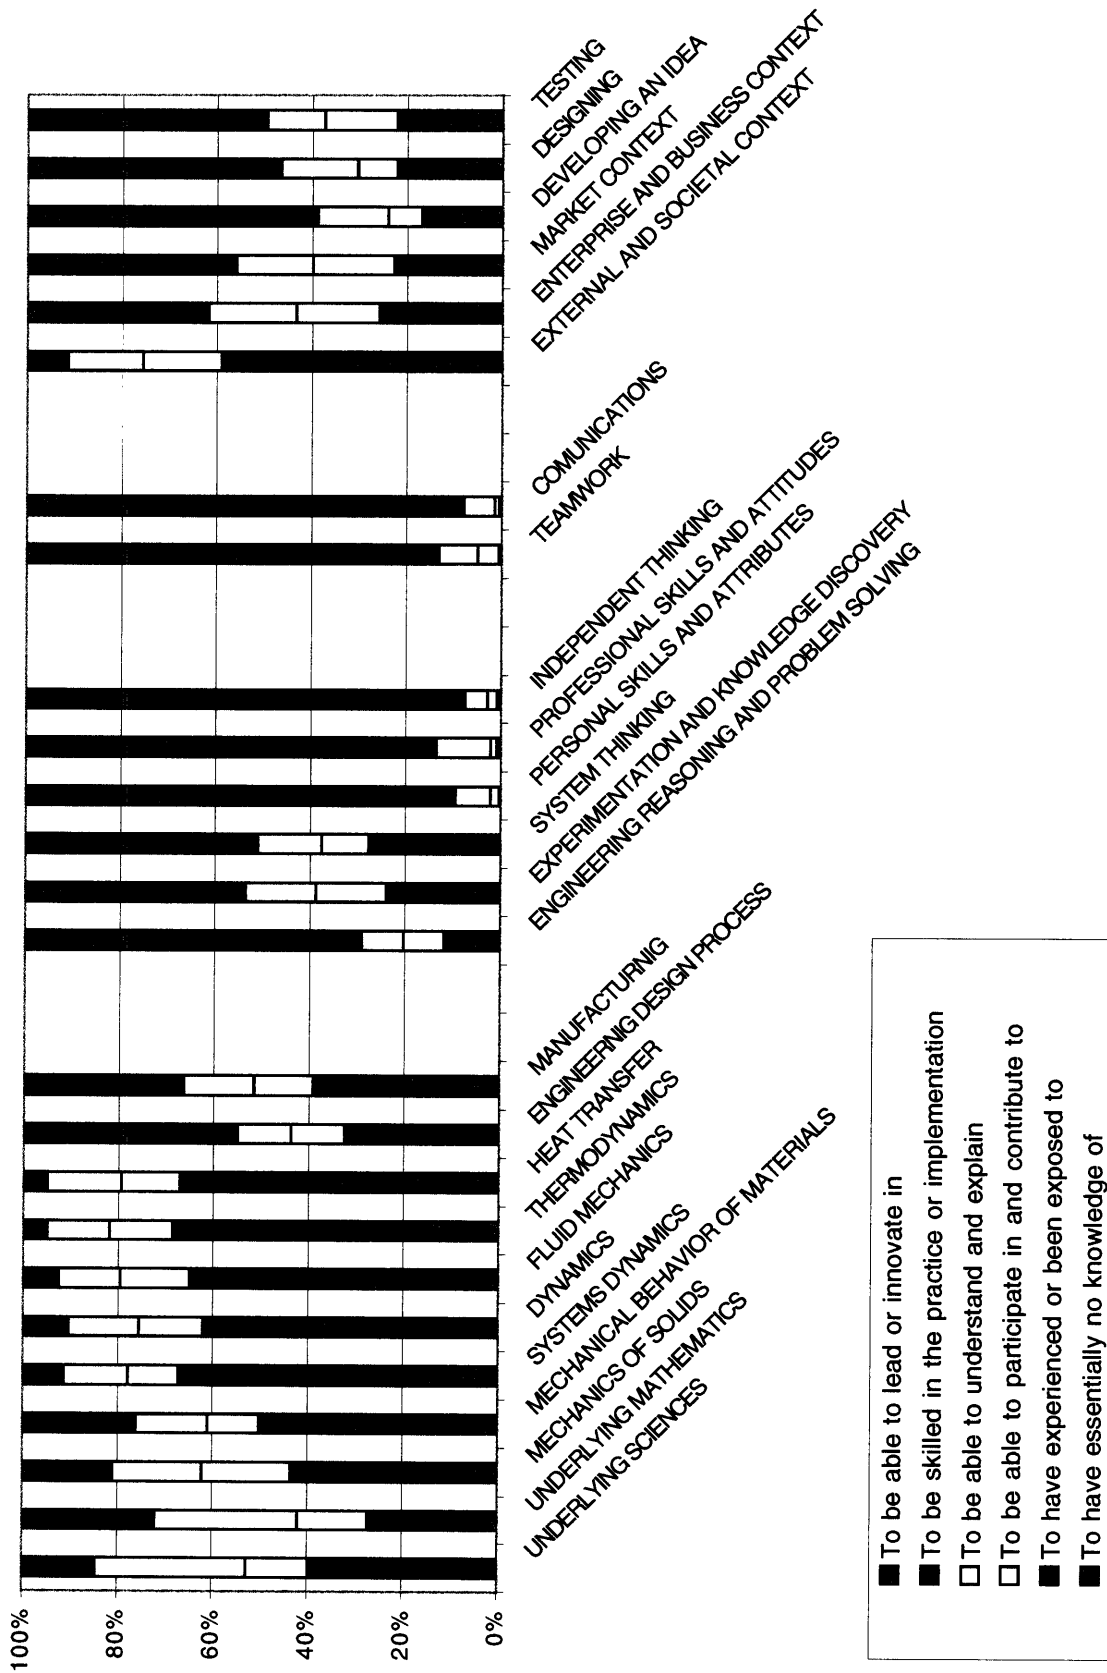 100%
80%
60%
40%
20%
0%
UNDERLYING SCIENCES
UNDERLYING MATHEMATICS
MECHANICS OF SOLIDS
MECHANICAL BEHAVIOR OF MATERIALS
SYSTEMS DYNAMICS
DYNAMICS
FLUID MECHANICS
THERMODYNAMICS
HEAT TRANSFER
ENGINEERNIG DESIGN PROCESS
MANUFACTURNIG
ENGINEERING REASONING AND PROBLEM SOLVING
EXPERIMENTATION AND KNOWLEDGE DISCOVERY
SYSTEM THINKING
PERSONAL SKILLS AND ATTRIBUTES
PROFESSIONAL SKILLS AND ATTITUDES
INDEPENDENT THINKING
TEAMWORK
COMUNICATIONS
EXTERNAL AND SOCIETAL CONTEXT
ENTERPRISE AND BUSINESS CONTEXT
MARKET CONTEXT
DEVELOPING AN IDEA
DESIGNING
TESTING
To be able to lead or innovate in
To be skilled in the practice or implementation
To be able to understand and explain
To be able to participate in and contribute to
To have experienced or been exposed to
To have essentially no knowledge of